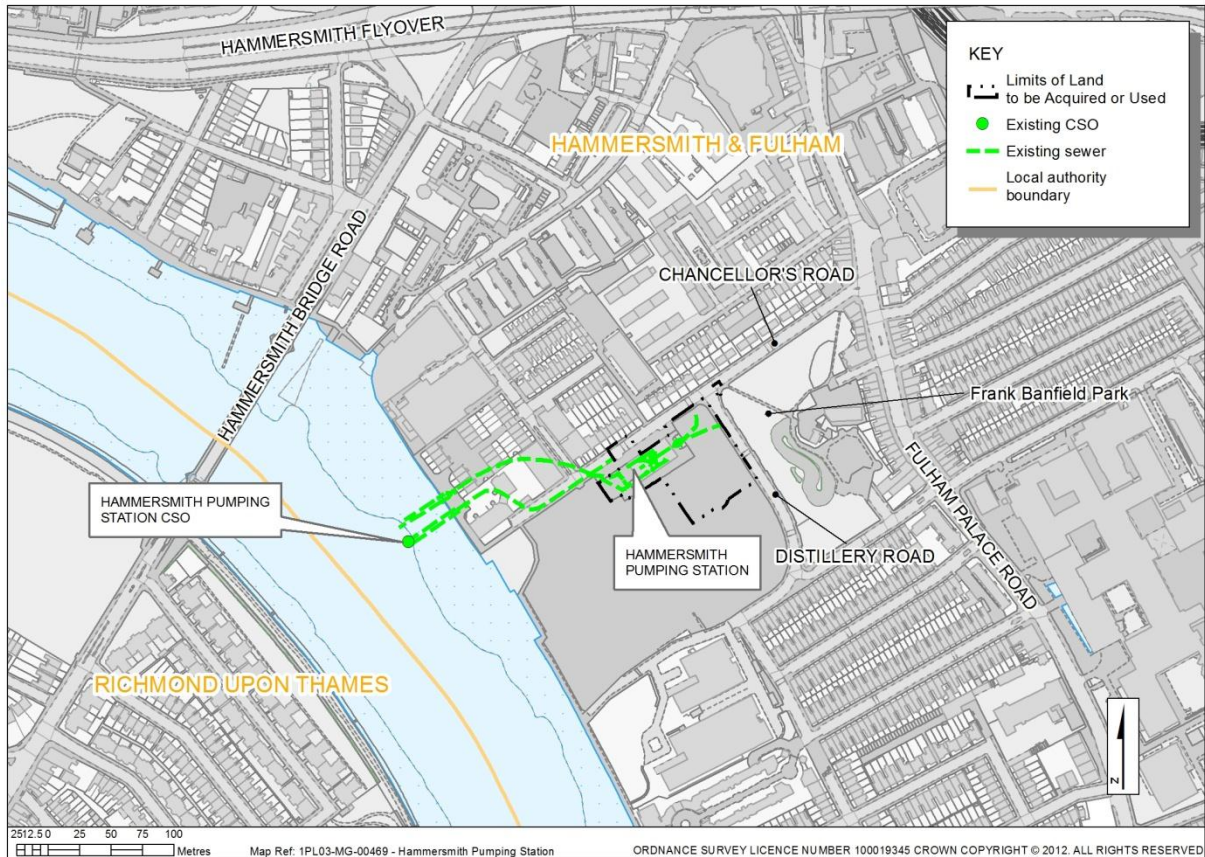 HAMMERSMITH FLYOVER
KEY
Limits of Land
to be Acquired or Used
Existing CSO
Existing sewer
Local authority
boundary
HAMMERSMITH & FULHAM
HAMMERSMITH BRIDGE ROAD
CHANCELLOR'S ROAD
Frank Banfield Park
FULHAM PALACE ROAD
HAMMERSMITH PUMPING
STATION CSO
HAMMERSMITH
PUMPING
STATION
DISTILLERY ROAD
RICHMOND UPON THAMES
N
25 12.5 0 25 50 75 100
Metres
Map Ref: 1PL03-MG-00469 - Hammersmith Pumping Station
ORDNANCE SURVEY LICENCE NUMBER 100019345 CROWN COPYRIGHT © 2012. ALL RIGHTS RESERVED